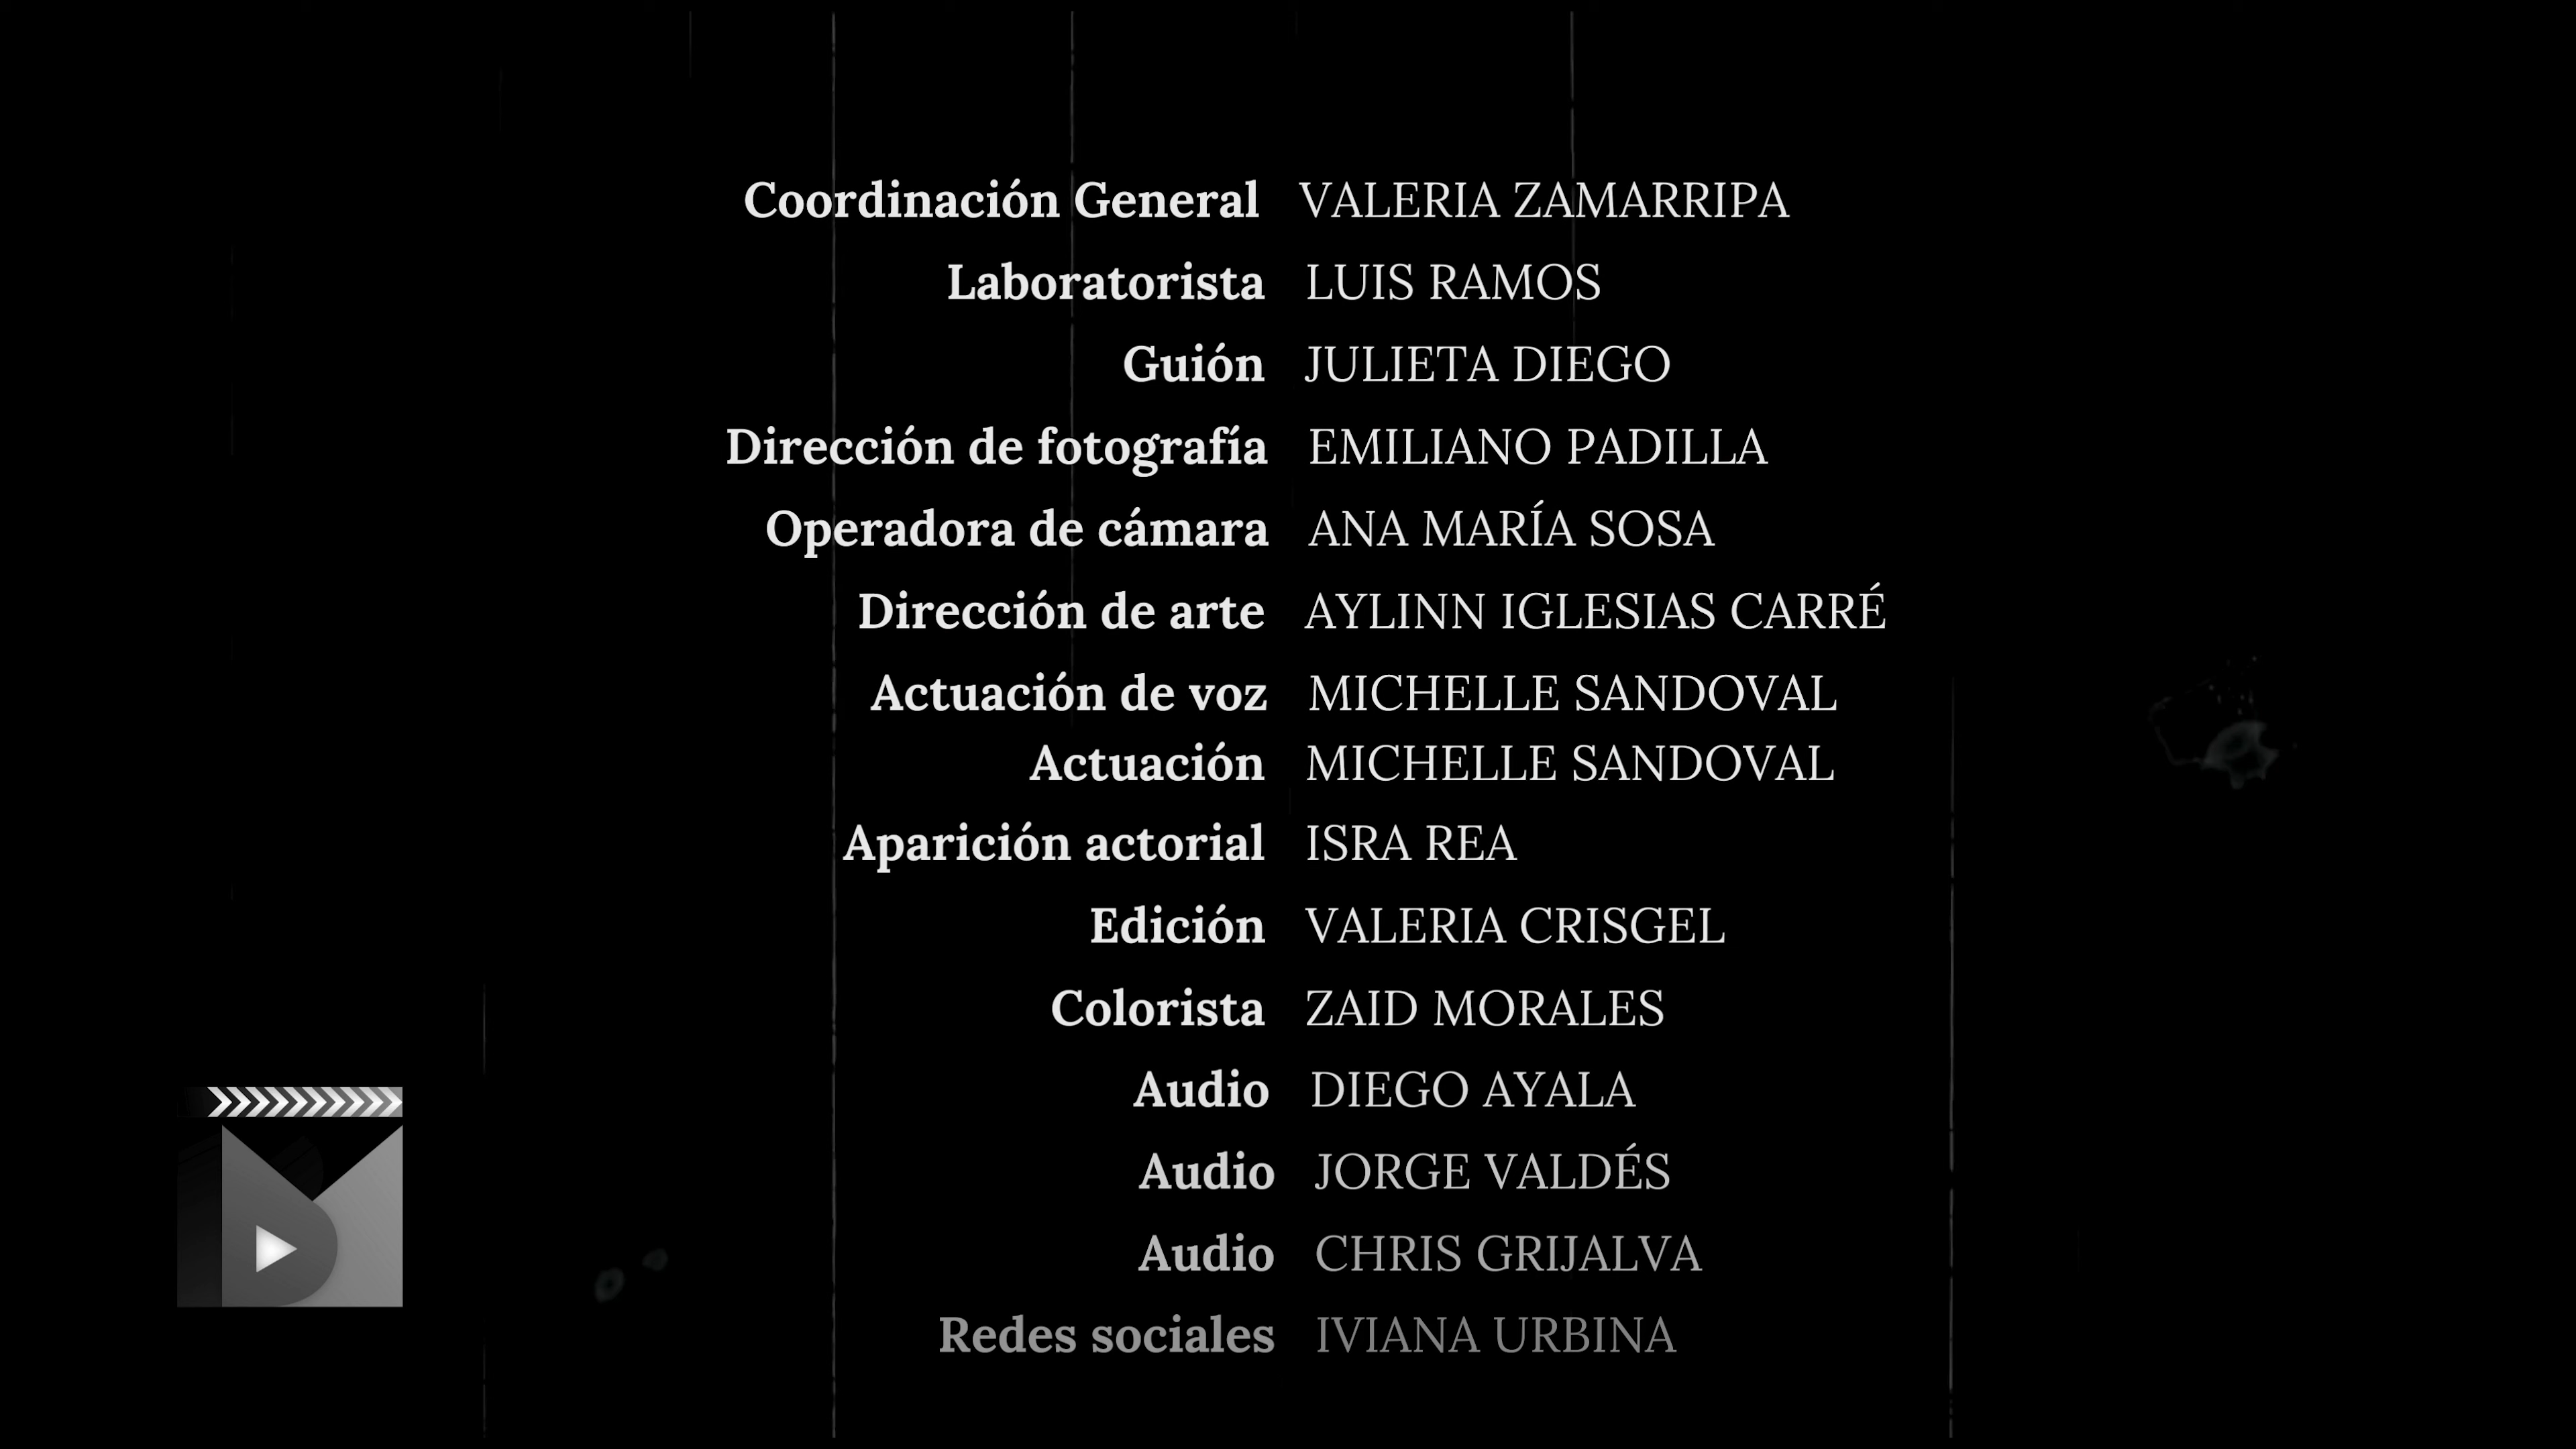 Coordinación General VALERIA ZAMARRIPA
Laboratorista LUIS RAMOS
Guión JULIETA DIEGO
Dirección de fotografía EMILIANO PADILLA
Operadora de cámara ANA MARÍA SOSA
Dirección de arte AYLINN IGLESIAS CARRÉ
Actuación de voz MICHELLE SANDOVAL
Actuación MICHELLE SANDOVAL
Aparición actorial ISRA REA
Edición VALERIA CRISGEL
Colorista ZAID MORALES
Audio DIEGO AYALA
Audio JORGE VALDÉS
Audio CHRIS GRIJALVA
Redes sociales IVIANA URBINA